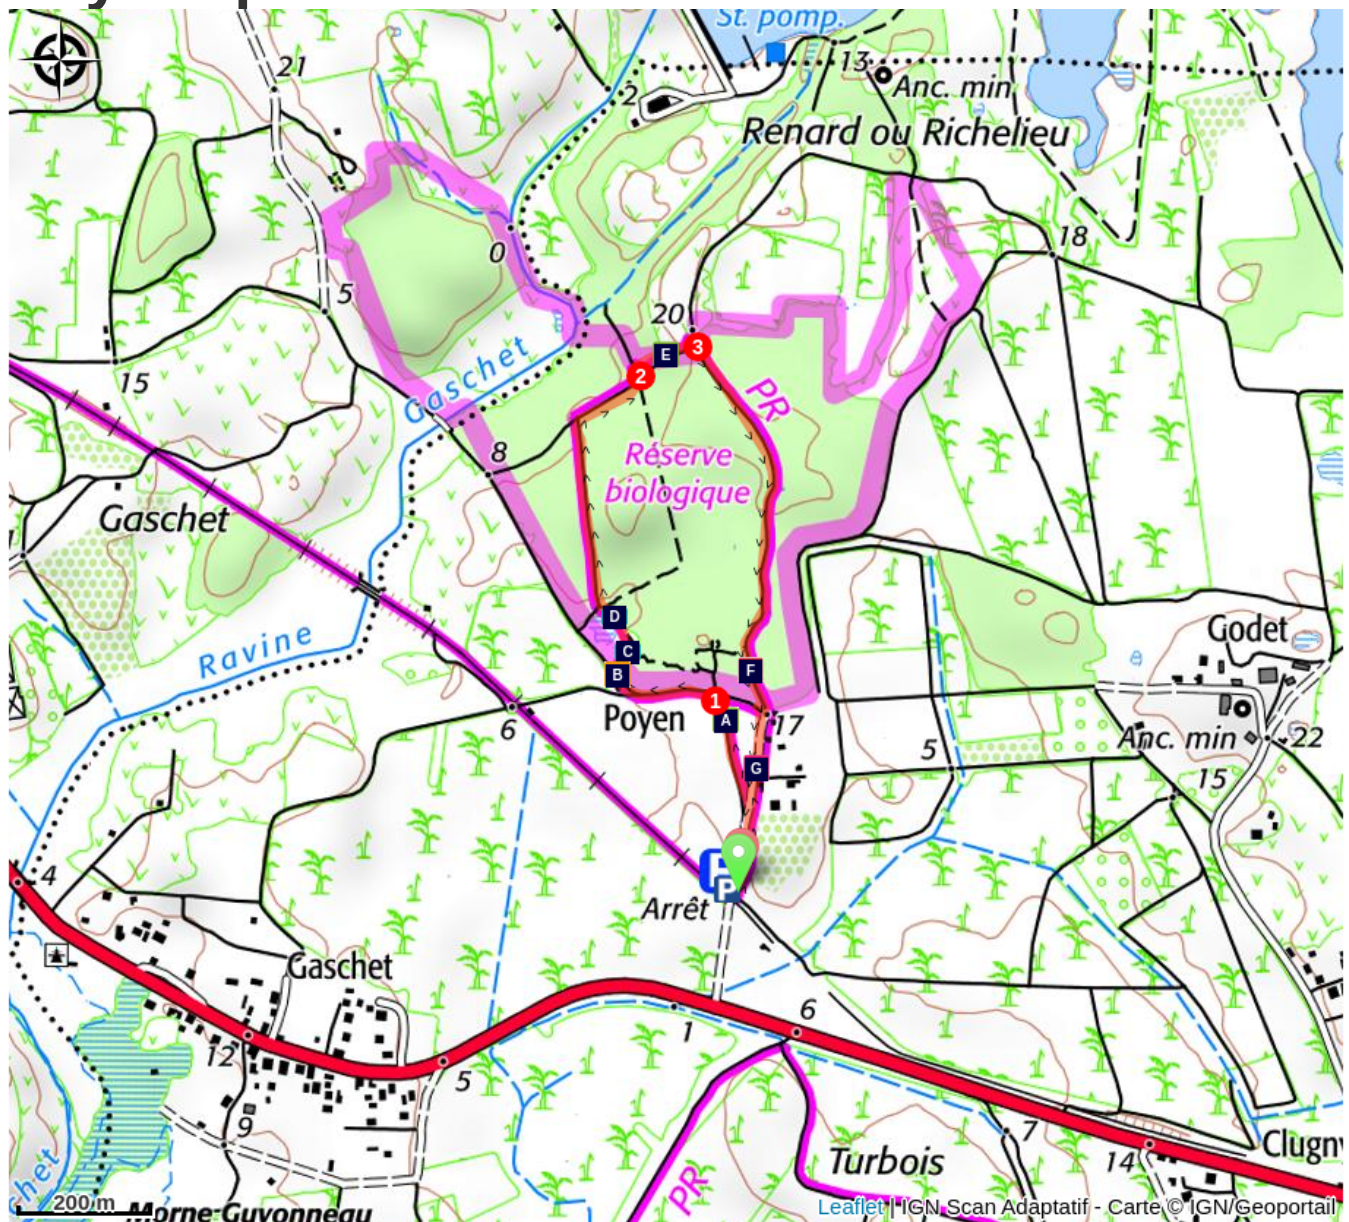 St. pomp.
21
13
Anc. min
2
Renard ou Richelieu
18
0
5
20
E
3
2
15
Gaschet
PR
8
Réserve
biologique
Gaschet
Ravine
D
C
B
F
1
A
17
Poyen
6
G
5
Godet
22
Anc. min
15
P
P
Arrêt
4
Gaschet
12
5
9
1
6
7
14
Clugn
Turbois
PR
chet
200 m
Morne-Guyonneau
Leaflet | IGN Scan Adaptatif - Carte © IGN/Geoportail